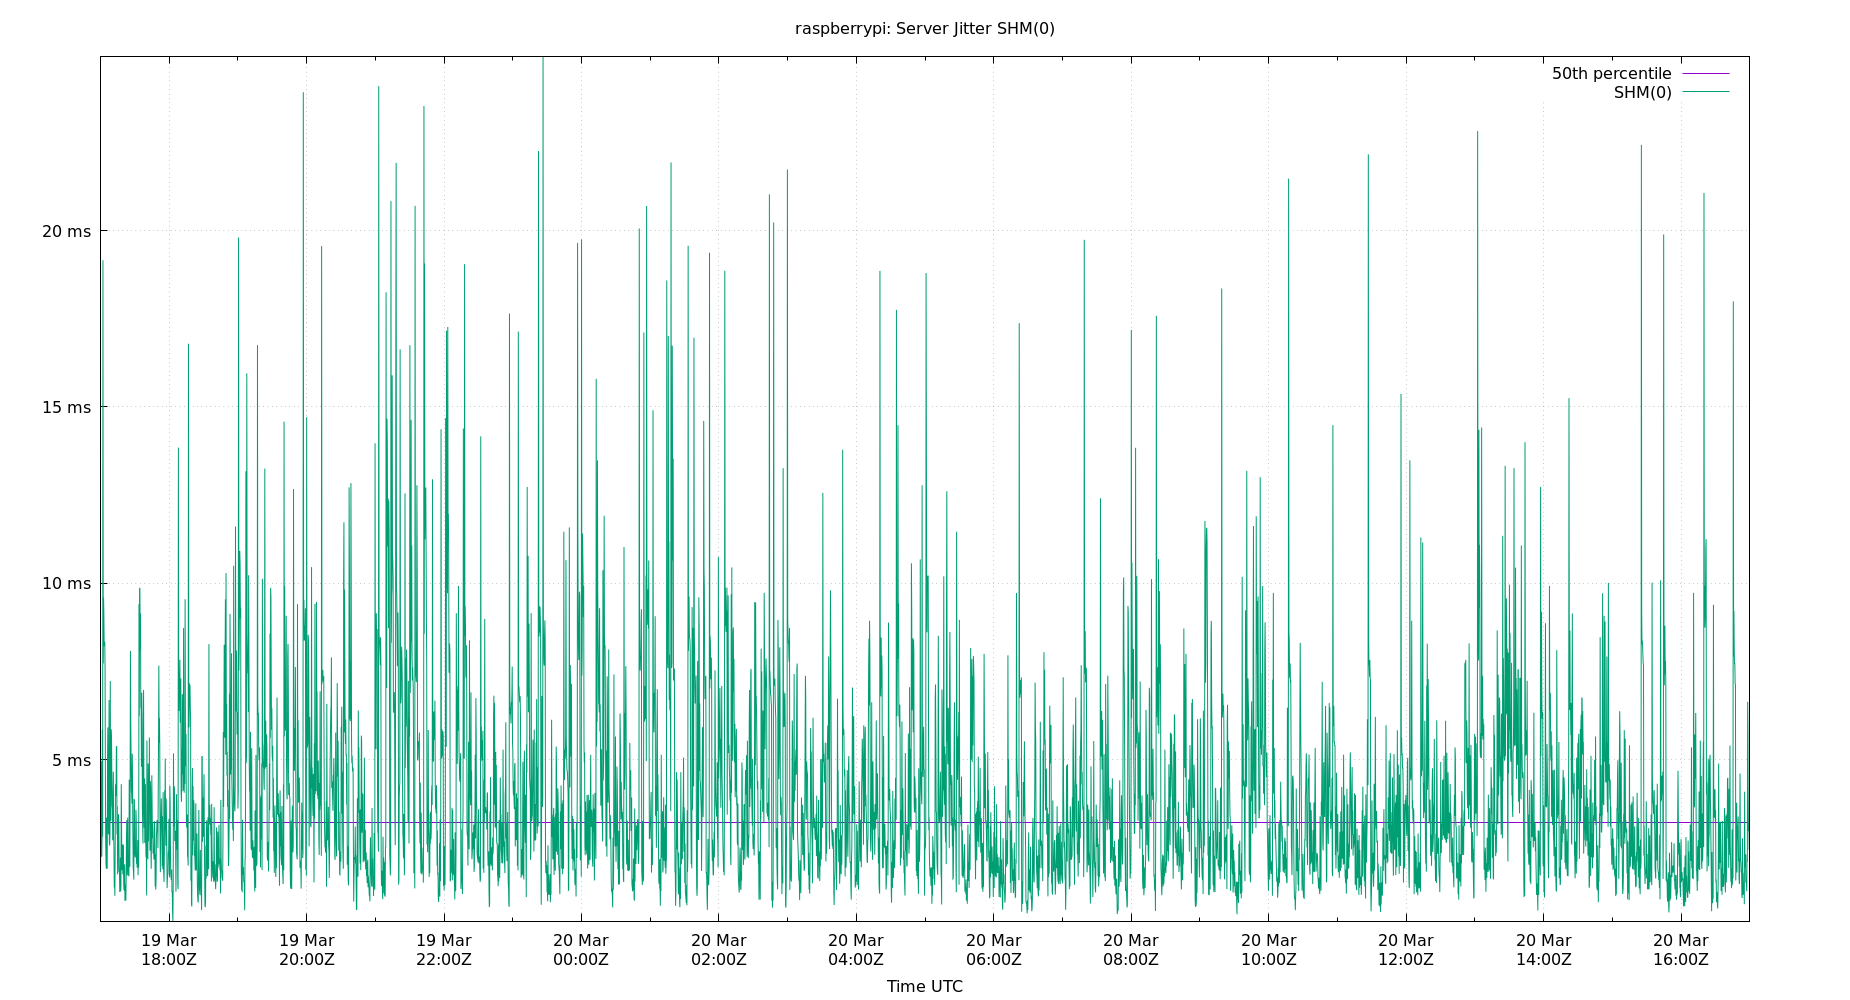 raspberrypi: Server Jitter SHM(0)
50th percentile
SHM(0)
20 ms
15 ms
10 ms
5 ms
19 Mar 19 Mar 19 Mar 20 Mar 20 Mar 20 Mar 20 Mar 20 Mar 20 Mar 20 Mar 20 Mar 20 Mar
18:00Z 20:00Z 22:00Z 00:00Z 02:00Z 04:00Z 06:00Z 08:00Z 10:00Z 12:00Z 14:00Z 16:00Z
Time UTC